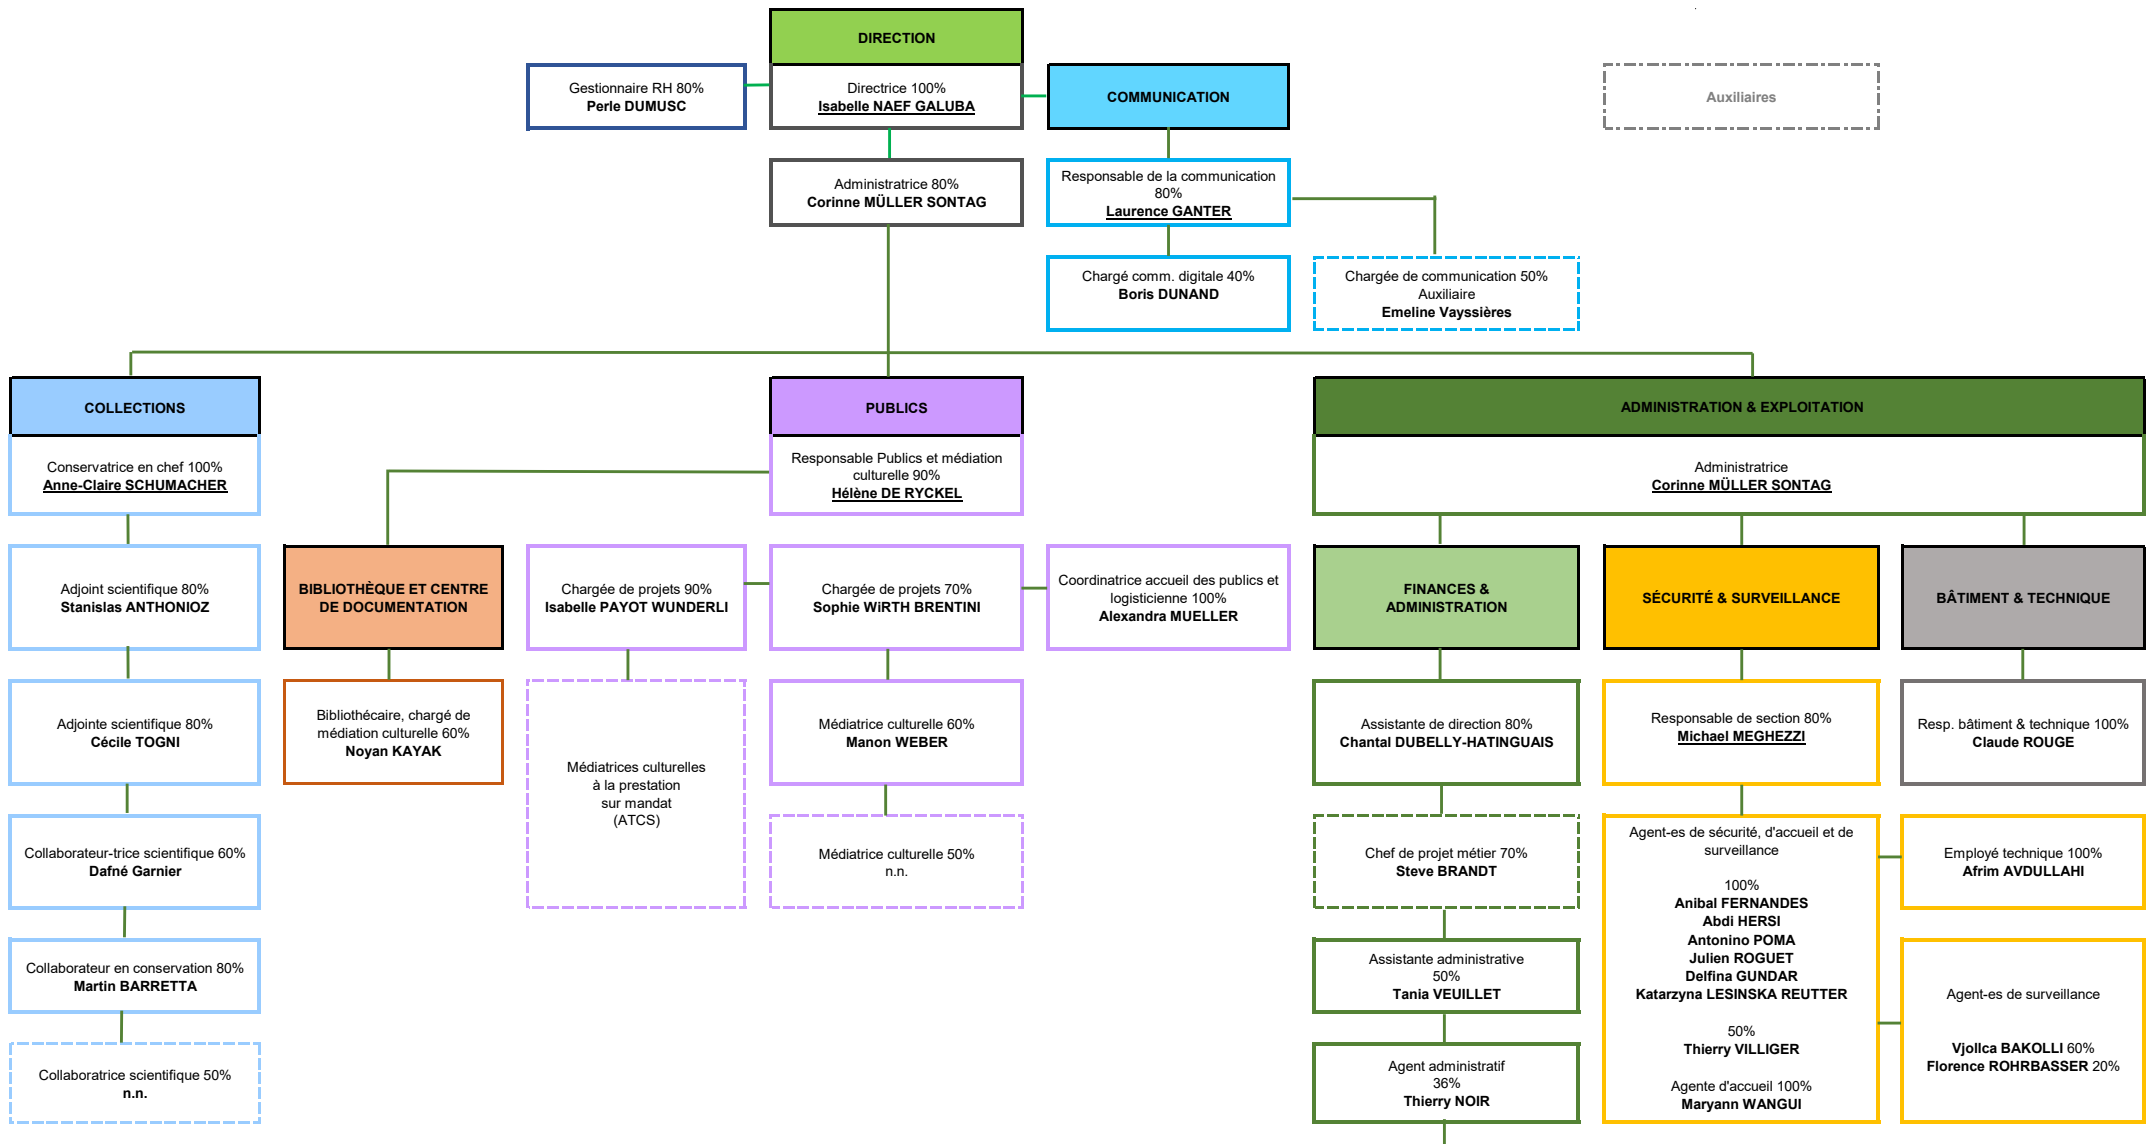 DIRECTION
Gestionnaire RH 80%
Perle DUMUSC
Directrice 100%
Isabelle NAEF GALUBA
COMMUNICATION
Auxiliaires
Administratrice 80%
Corinne MÜLLER SONTAG
Responsable de la communication
80%
Laurence GANTER
Chargé comm. digitale 40%
Boris DUNAND
Chargée de communication 50%
Auxiliaire
Emeline Vayssières
COLLECTIONS
Conservatrice en chef 100%
Anne-Claire SCHUMACHER
PUBLICS
Responsable Publics et médiation
culturelle 90%
Hélène DE RYCKEL
ADMINISTRATION & EXPLOITATION
Administratrice
Corinne MÜLLER SONTAG
Adjoint scientifique 80%
Stanislas ANTHONIOZ
BIBLIOTHÈQUE ET CENTRE
DE DOCUMENTATION
Chargée de projets 90%
Isabelle PAYOT WUNDERLI
Chargée de projets 70%
Sophie WiRTH BRENTINI
Coordinatrice accueil des publics et
logisticienne 100%
Alexandra MUELLER
FINANCES &
ADMINISTRATION
SÉCURITÉ & SURVEILLANCE
BÂTIMENT & TECHNIQUE
Adjointe scientifique 80%
Cécile TOGNI
Bibliothécaire, chargé de
médiation culturelle 60%
Noyan KAYAK
Médiatrices culturelles
à la prestation
sur mandat
(ATCS)
Médiatrice culturelle 60%
Manon WEBER
Assistante de direction 80%
Chantal DUBELLY-HATINGUAIS
Responsable de section 80%
Michael MEGHEZZI
Resp. bâtiment & technique 100%
Claude ROUGE
Collaborateur-trice scientifique 60%
Dafné Garnier
Médiatrice culturelle 50%
n.n.
Chef de projet métier 70%
Steve BRANDT
Agent-es de sécurité, d'accueil et de
surveillance
100%
Anibal FERNANDES
Abdi HERSI
Antonino POMA
Julien ROGUET
Delfina GUNDAR
Katarzyna LESINSKA REUTTER
50%
Thierry VILLIGER
Agente d'accueil 100%
Maryann WANGUI
Employé technique 100%
Afrim AVDULLAHI
Collaborateur en conservation 80%
Martin BARRETTA
Assistante administrative
50%
Tania VEUILLET
Agent-es de surveillance
Vjollca BAKOLLI 60%
Florence ROHRBASSER 20%
Collaboratrice scientifique 50%
n.n.
Agent administratif
36%
Thierry NOIR